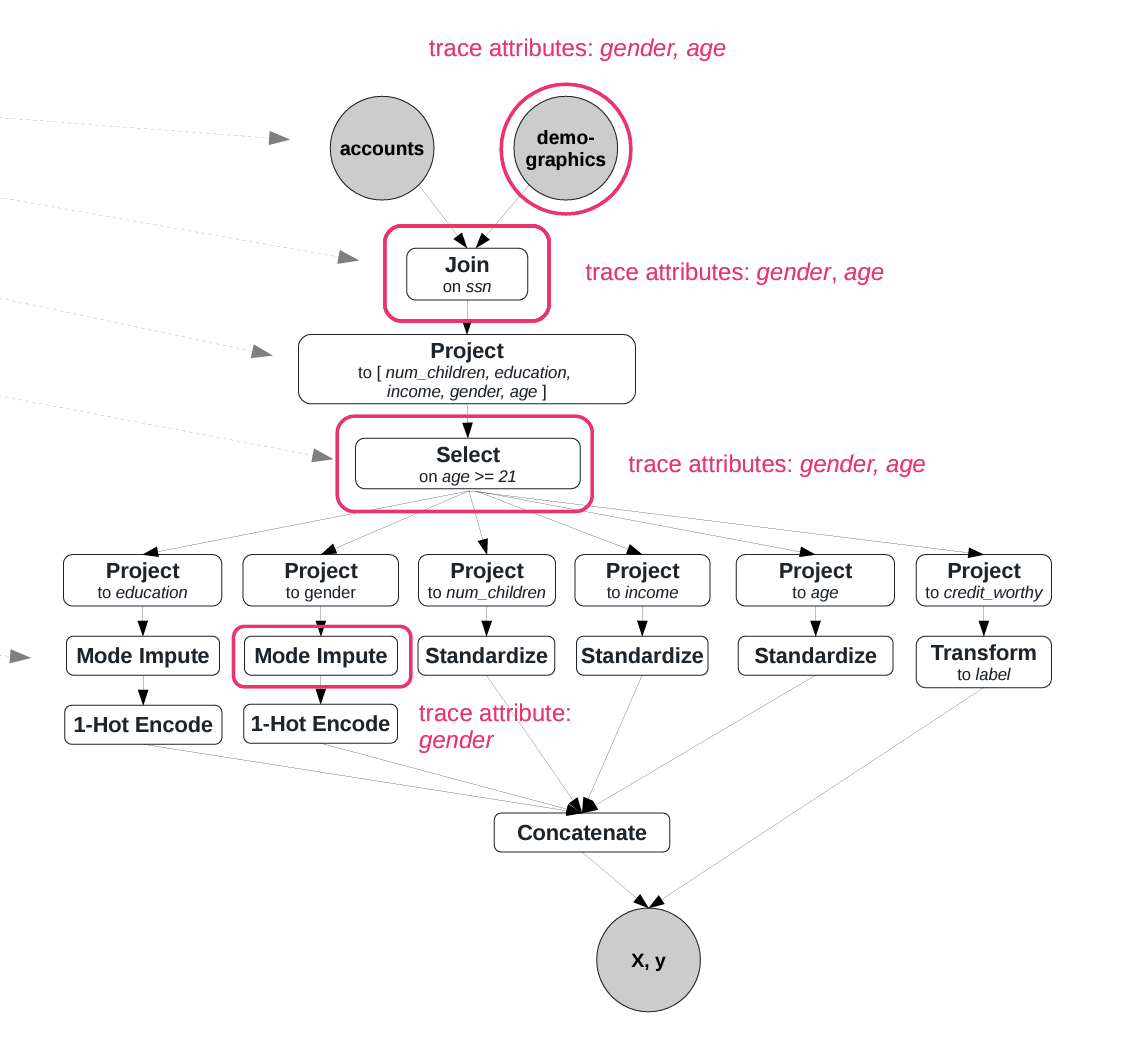 trace attributes: gender, age
accounts
demo-
graphics
Join
on ssn
trace attributes: gender, age
Project
to [ num_children, education,
income, gender, age ]
Select
on age >= 21
trace attributes: gender, age
Project
to education
Project
to gender
Project
to num_children
Project
to income
Project
to age
Project
to credit_worthy
Mode Impute
Mode Impute
Standardize
Standardize
Standardize
Transform
to label
1-Hot Encode
1-Hot Encode
trace attribute:
gender
Concatenate
X, y